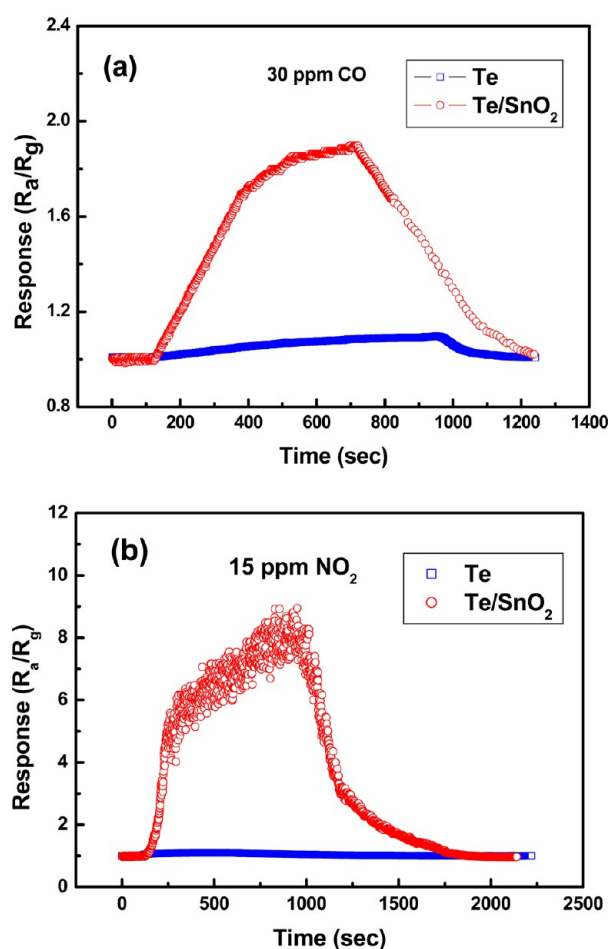 (a)
30 ppm CO
Te
Te/SnO₂
Response (Rₐ/R_g)
2.4
2.0
1.6
1.2
0.8
0 200 400 600 800 1000 1200 1400
Time (sec)
(b)
15 ppm NO₂
Te
Te/SnO₂
Response (Rₐ/R_g)
12
10
8
6
4
2
0
0 500 1000 1500 2000 2500
Time (sec)